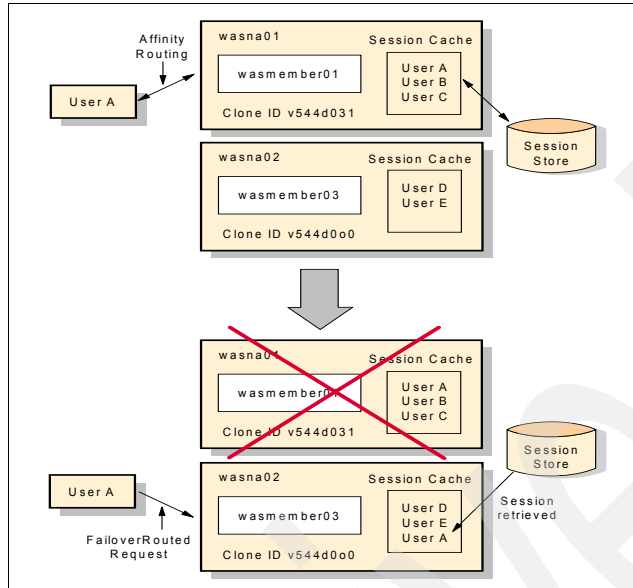 Affinity
Routing
User A
wasna01
Session Cache
wasmember01
User A
User B
User C
Clone ID v544d031
Session
Store
wasna02
Session Cache
wasmember03
User D
User E
Clone ID v544d0o0
wasna01
Session Cache
User A
User B
User C
Clone ID v544d031
Session
Store
User A
FailoverRouted
Request
wasna02
Session Cache
wasmember03
User D
User E
User A
Clone ID v544d0o0
Session
retrieved